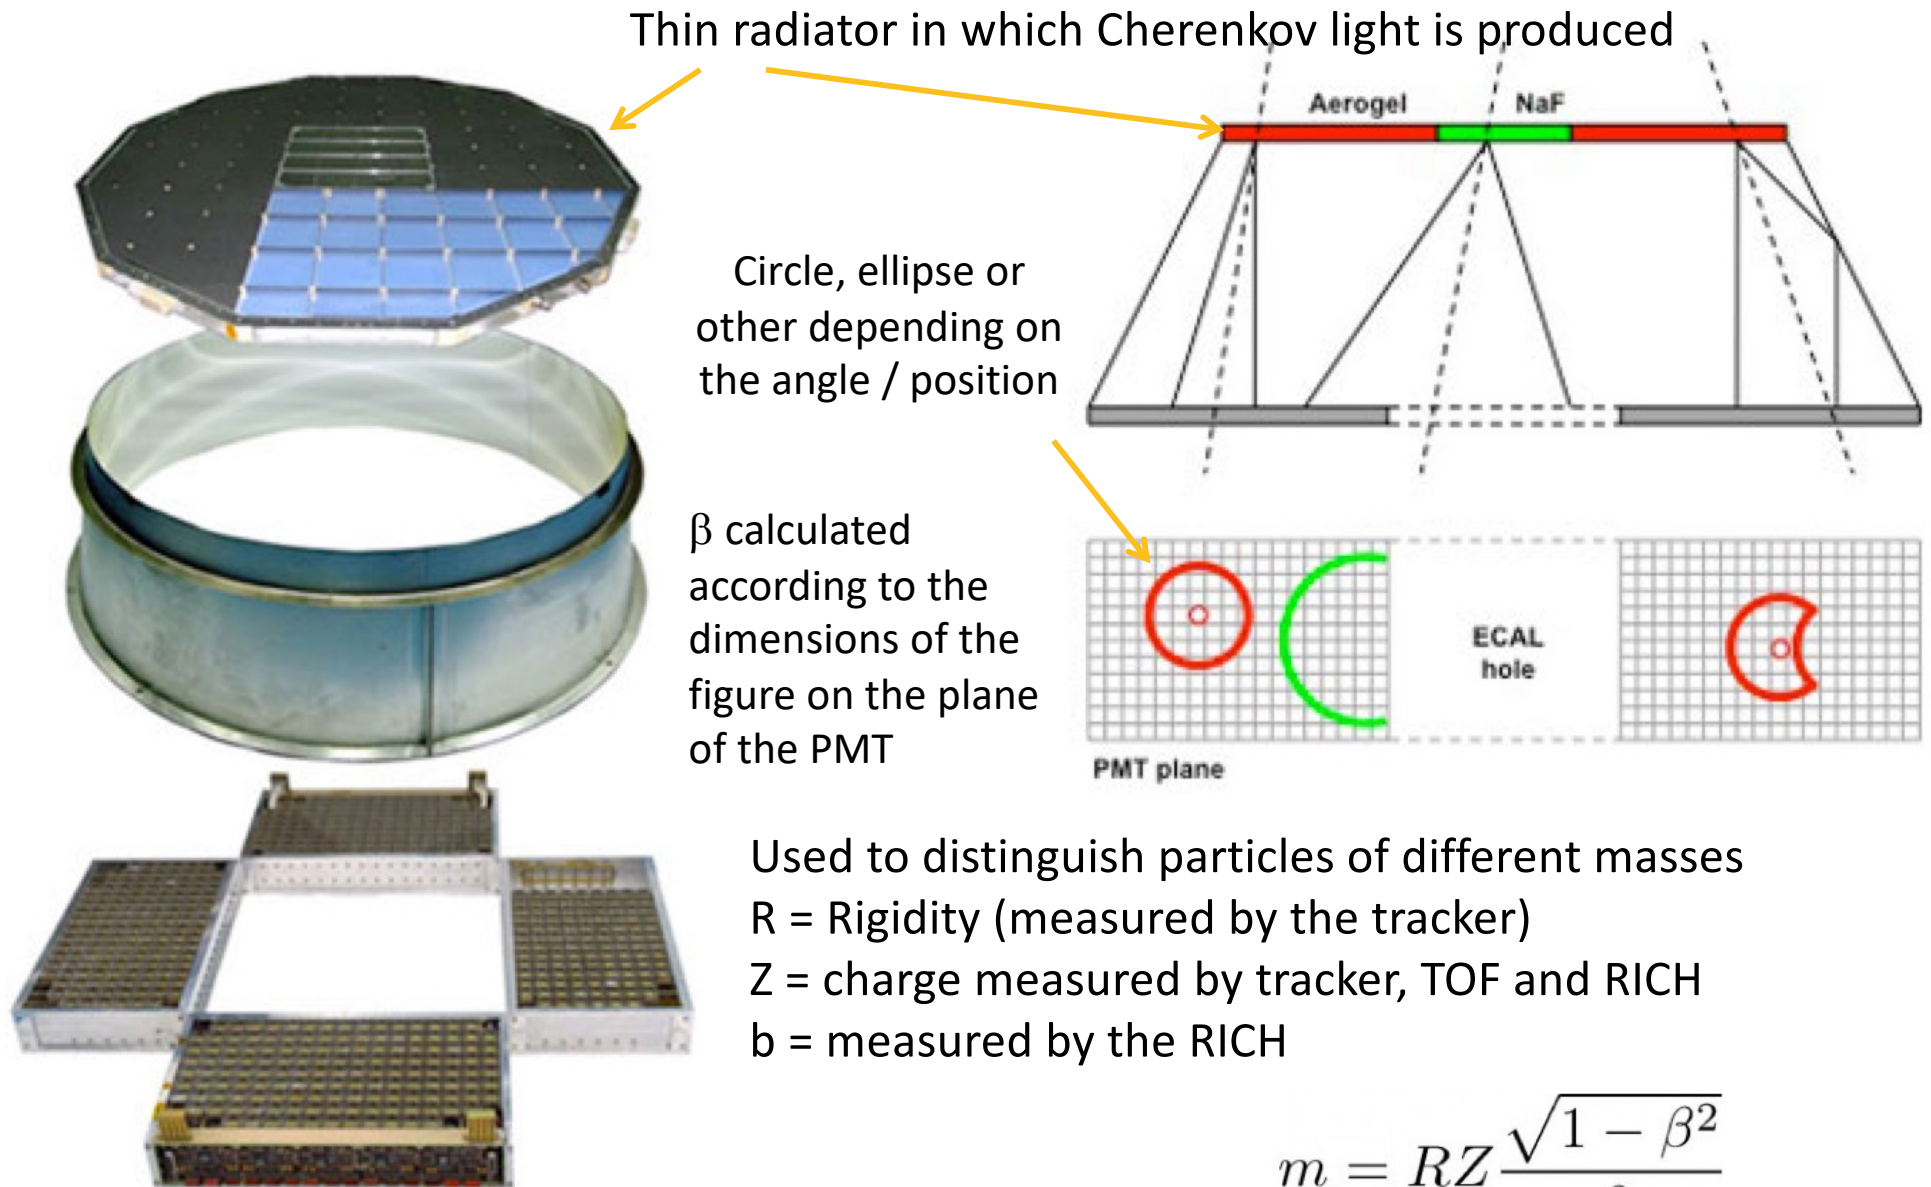 Thin radiator in which Cherenkov light is produced
Aerogel
NaF
Circle, ellipse or
other depending on
the angle / position
β calculated
according to the
dimensions of the
figure on the plane
of the PMT
ECAL
hole
PMT plane
Used to distinguish particles of different masses
R = Rigidity (measured by the tracker)
Z = charge measured by tracker, TOF and RICH
b = measured by the RICH
m = RZ √(1 − β²)